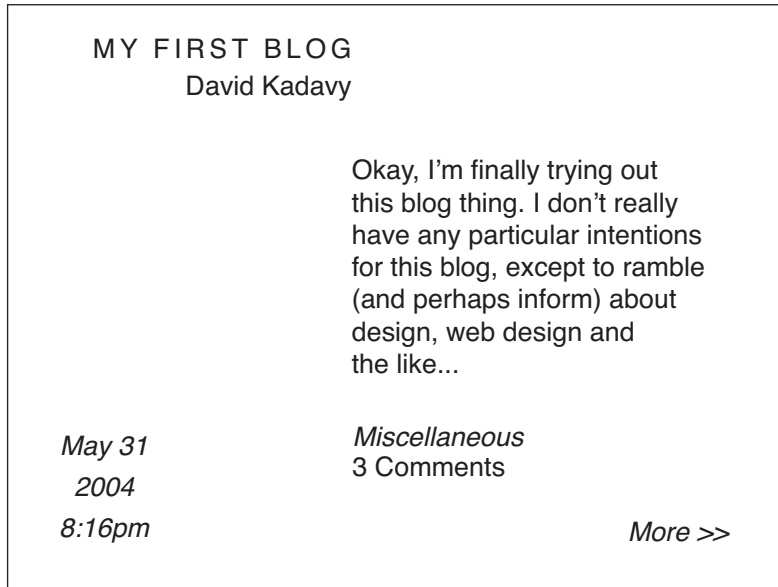 MY FIRST BLOG
David Kadavy
Okay, I’m finally trying out
this blog thing. I don’t really
have any particular intentions
for this blog, except to ramble
(and perhaps inform) about
design, web design and
the like...
May 31
2004
8:16pm
Miscellaneous
3 Comments
More >>